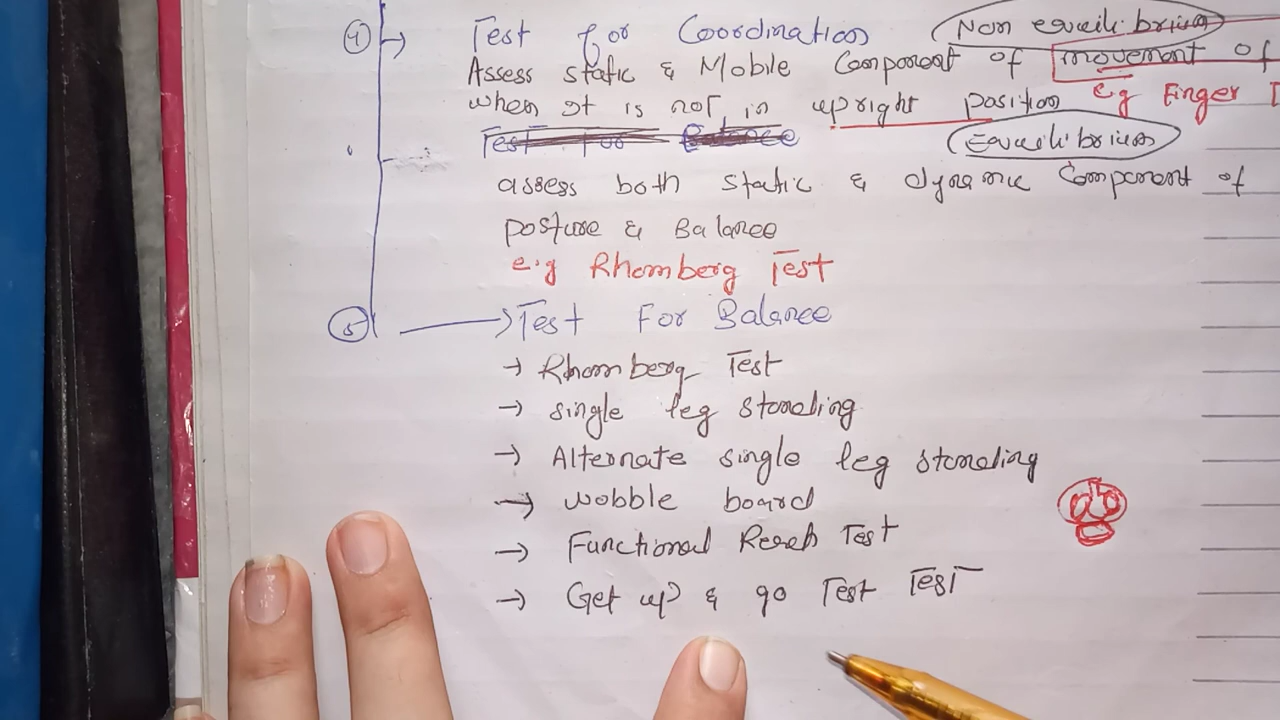 ④ → Test for Coordination (Non equilibrium)
Assess static & Mobile Component of movement of
when it is not in upright position e.g Finger
Test for Balance (Equilibrium)
assess both static & dynamic Component of
posture & Balance
e.g Rhomberg Test
⑤ → Test For Balance
→ Rhomberg Test
→ single leg standing
→ Alternate single leg standing
→ wobble board
→ Functional Reach Test
→ Get up & go Test Test